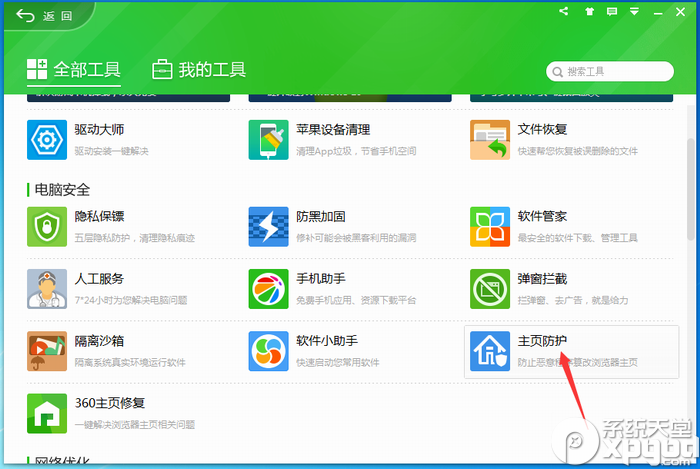 返 回
全部工具
我的工具
搜索工具
驱动大师
驱动安装一键解决
苹果设备清理
清理App垃圾，节省手机空间
文件恢复
快速帮您恢复被误删除的文件
电脑安全
隐私保镖
五层隐私防护，清理隐私痕迹
防黑加固
修补可能会被黑客利用的漏洞
软件管家
最安全的软件下载、管理工具
人工服务
7*24小时为您解决电脑问题
手机助手
免费手机应用、资源下载平台
弹窗拦截
拦弹窗、去广告，就是给力
隔离沙箱
隔离系统真实环境运行软件
软件小助手
快速启动您常用软件
主页防护
防止恶意程序篡改浏览器主页
360主页修复
一键解决浏览器主页相关问题
网络优化
系统天堂